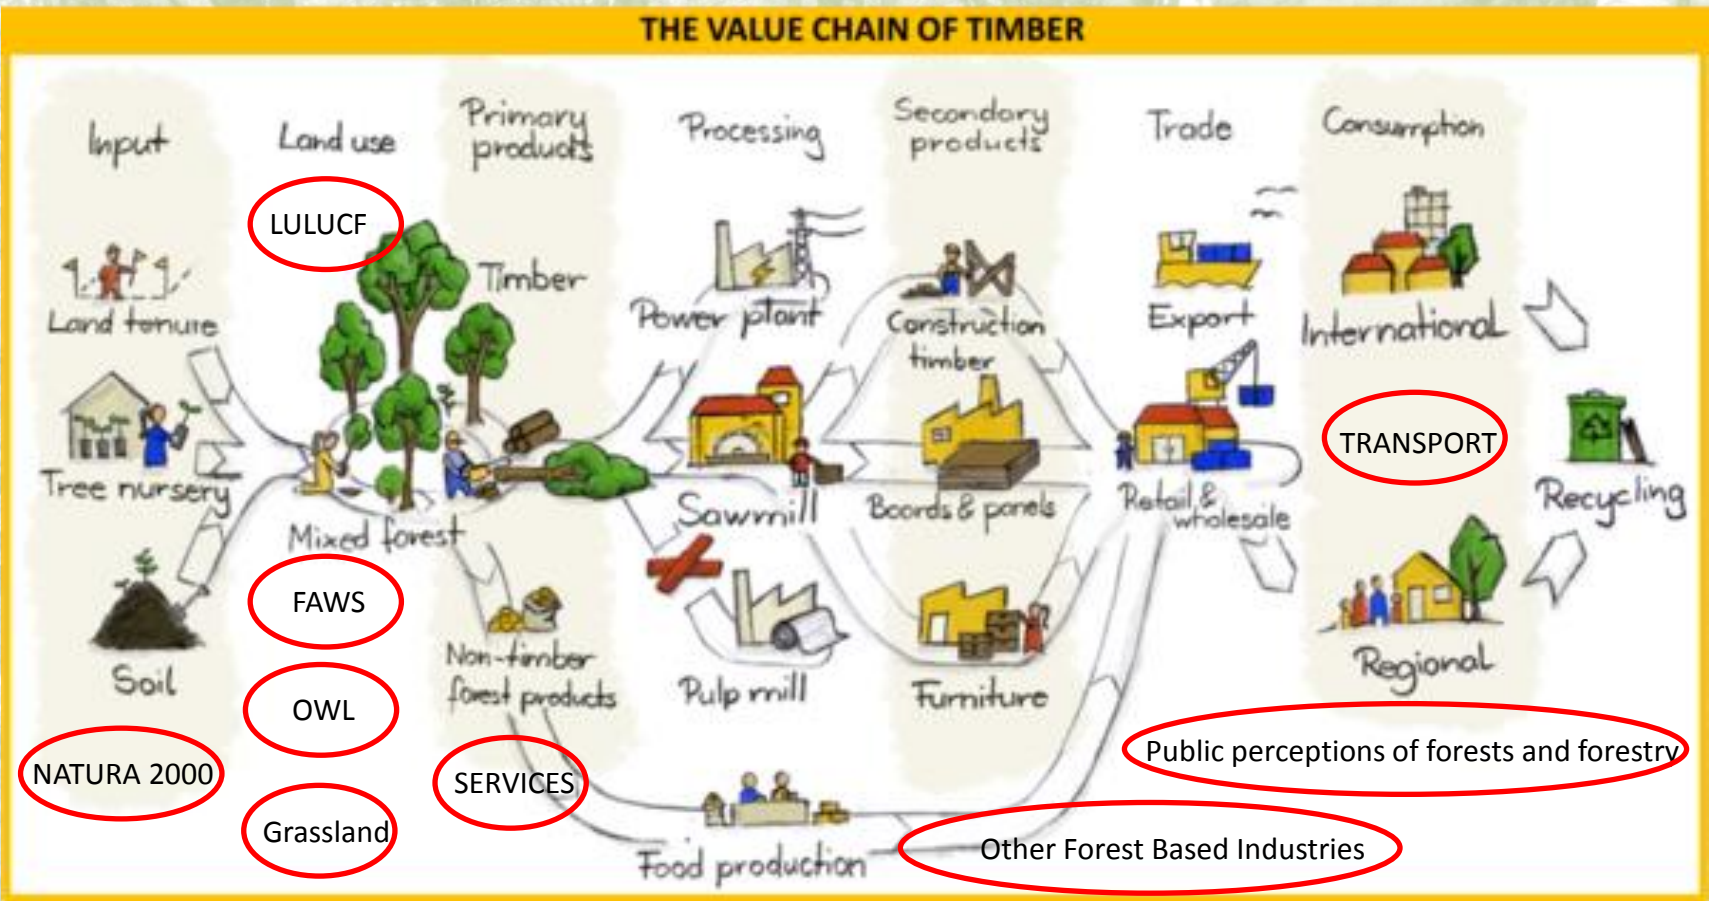 THE VALUE CHAIN OF TIMBER
Input
Land use
Primary
products
Processing
Secondary
products
Trade
Consumption
LULUCF
Timber
Land tenure
Power plant
Construction
timber
Export
International
TRANSPORT
Tree nursery
Mixed forest
Sawmill
Boards & panels
Retail &
wholesale
Recycling
FAWS
Soil
Non-timber
forest products
Pulp mill
Furniture
Regional
OWL
NATURA 2000
SERVICES
Public perceptions of forests and forestry
Grassland
Food production
Other Forest Based Industries